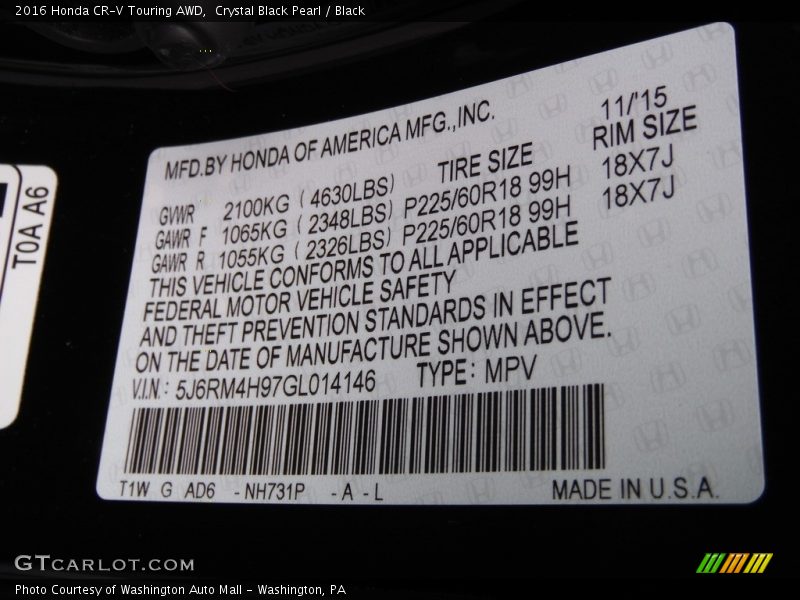 2016 Honda CR-V Touring AWD,  Crystal Black Pearl / Black
T0A A6
MFD.BY HONDA OF AMERICA MFG.,INC. 11/'15
TIRE SIZE RIM SIZE
GVWR 2100KG ( 4630LBS)
GAWR F 1065KG ( 2348LBS) P225/60R18 99H 18X7J
GAWR R 1055KG ( 2326LBS) P225/60R18 99H 18X7J
THIS VEHICLE CONFORMS TO ALL APPLICABLE
FEDERAL MOTOR VEHICLE SAFETY
AND THEFT PREVENTION STANDARDS IN EFFECT
ON THE DATE OF MANUFACTURE SHOWN ABOVE.
V.I.N.: 5J6RM4H97GL014146 TYPE: MPV
T1W G AD6 - NH731P - A - L MADE IN U.S.A.
GTCARLOT.COM
Photo Courtesy of Washington Auto Mall - Washington, PA